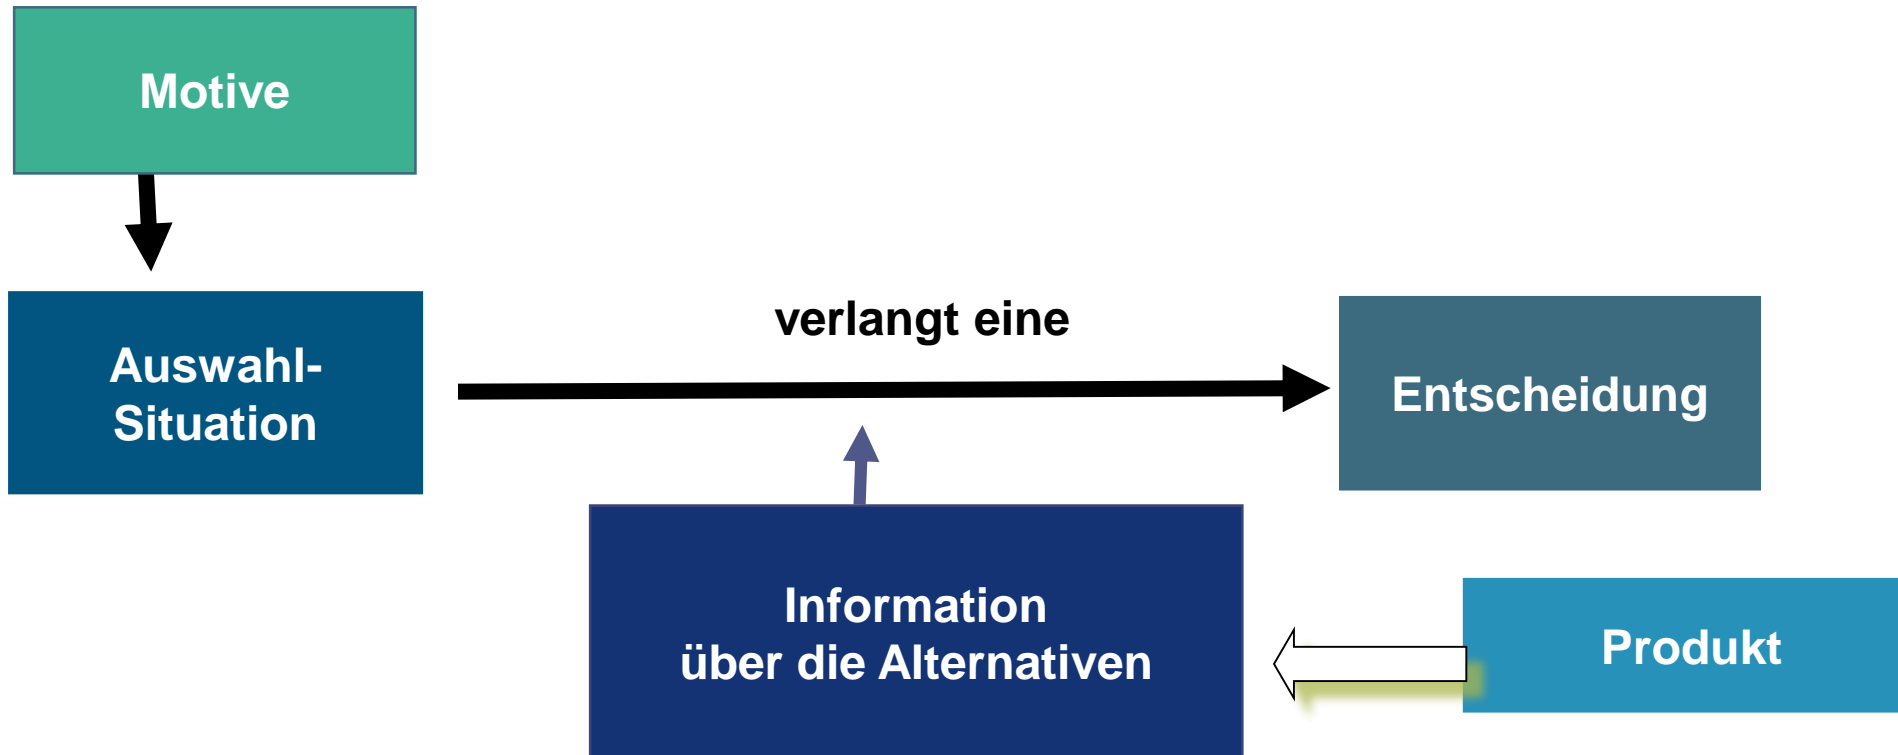 Motive
verlangt eine
Auswahl-
Situation
Entscheidung
Information
über die Alternativen
Produkt